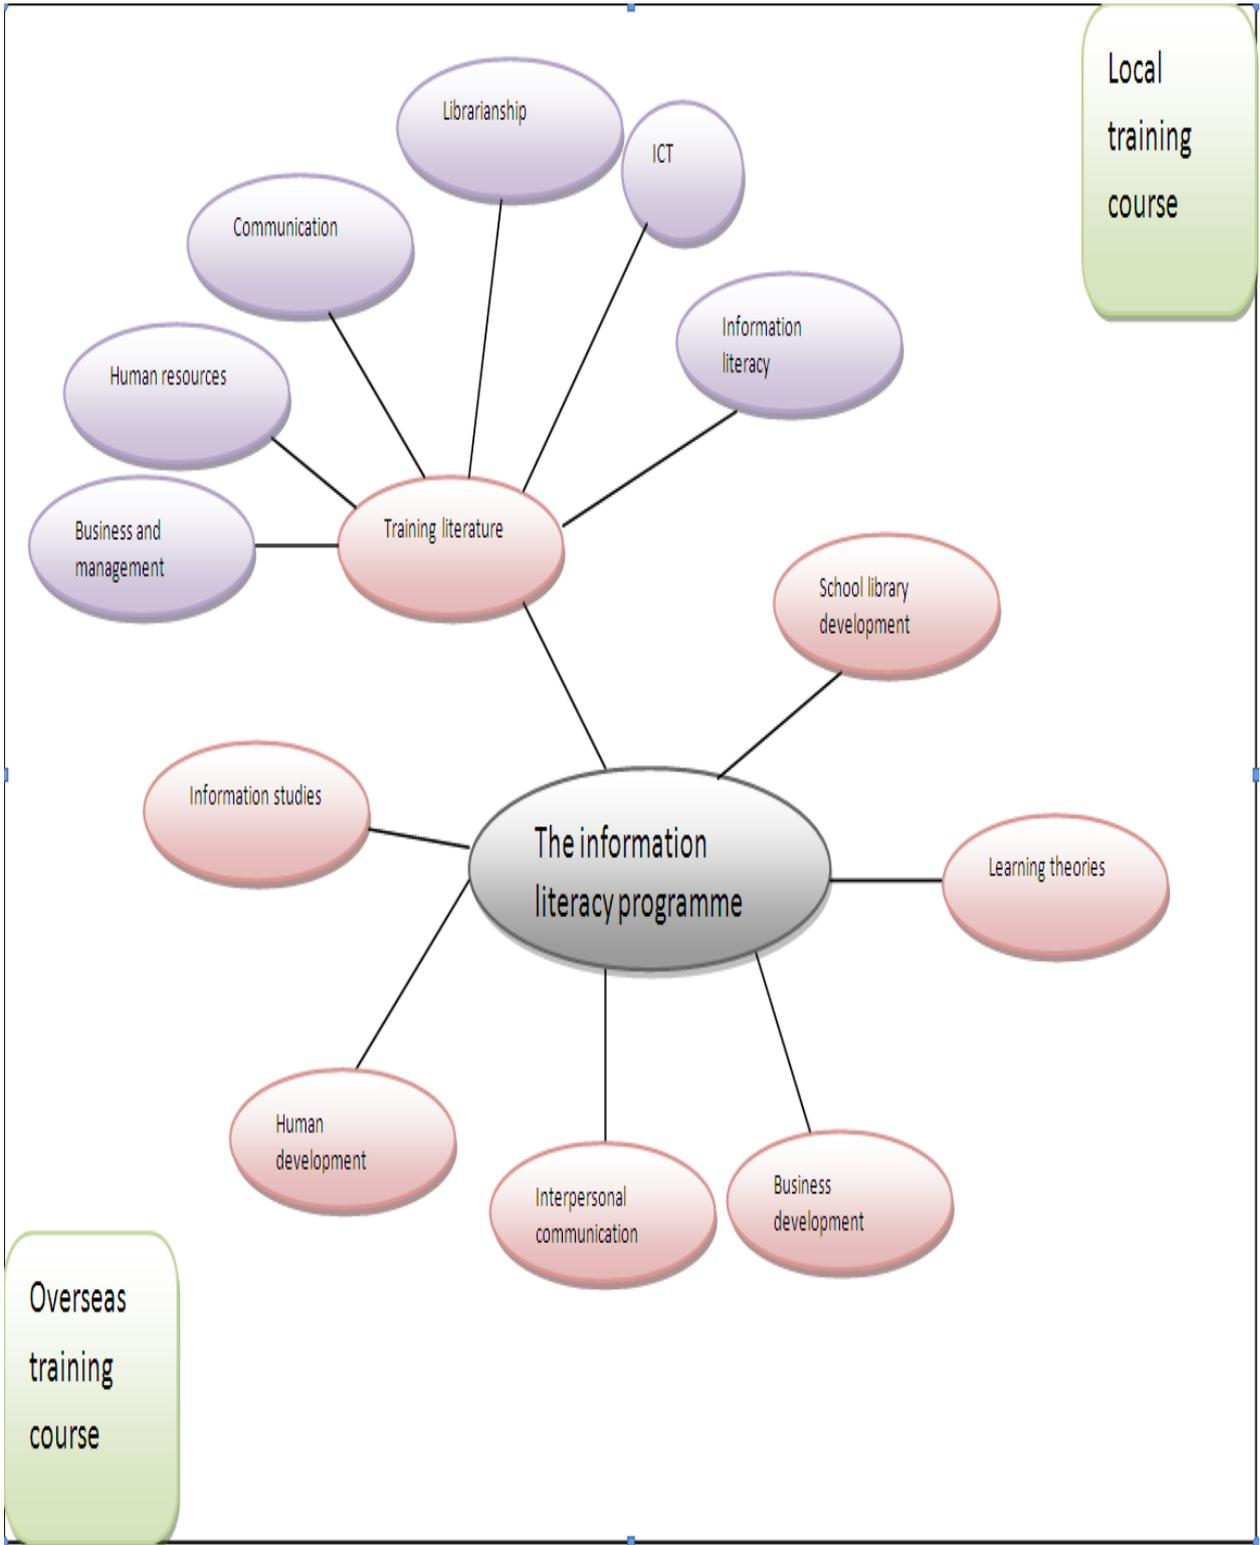 Local
training
course
Librarianship
ICT
Communication
Information
literacy
Human resources
Business and
management
Training literature
School library
development
Information studies
The information
literacy programme
Learning theories
Human
development
Interpersonal
communication
Business
development
Overseas
training
course